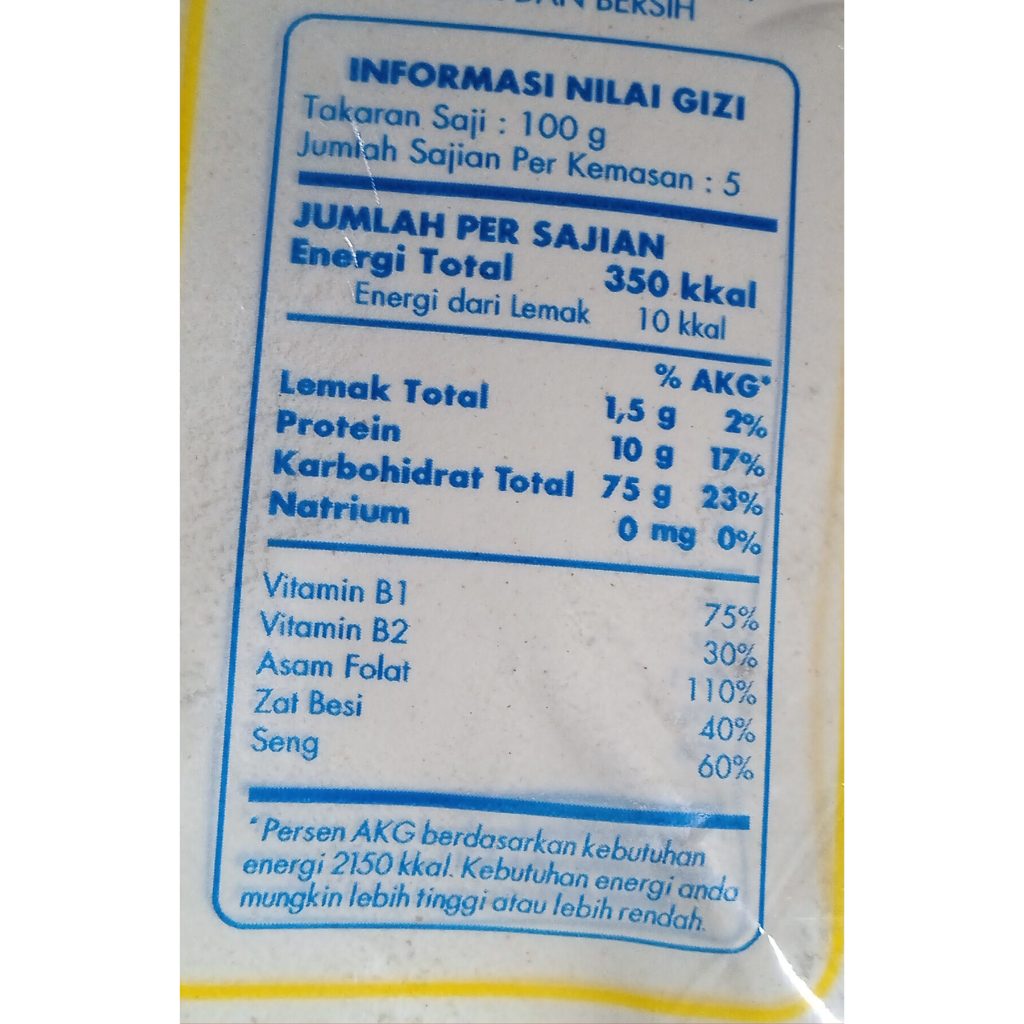 DAN BERSIH
INFORMASI NILAI GIZI
Takaran Saji : 100 g
Jumlah Sajian Per Kemasan : 5
JUMLAH PER SAJIAN
Energi Total 350 kkal
Energi dari Lemak 10 kkal
% AKG*
Lemak Total 1,5 g 2%
Protein 10 g 17%
Karbohidrat Total 75 g 23%
Natrium 0 mg 0%
Vitamin B1 75%
Vitamin B2 30%
Asam Folat 110%
Zat Besi 40%
Seng 60%
*Persen AKG berdasarkan kebutuhan
energi 2150 kkal. Kebutuhan energi anda
mungkin lebih tinggi atau lebih rendah.